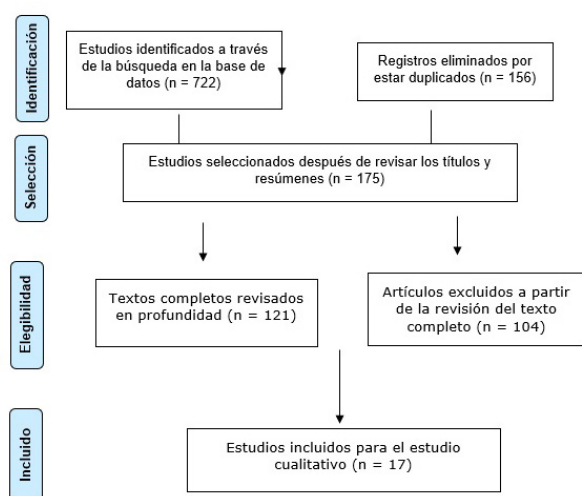 Identificación
Estudios identificados a través
de la búsqueda en la base de
datos (n = 722)
Registros eliminados por
estar duplicados (n = 156)
Selección
Estudios seleccionados después de revisar los títulos y
resúmenes (n = 175)
Elegibilidad
Textos completos revisados
en profundidad (n = 121)
Artículos excluidos a partir
de la revisión del texto
completo (n = 104)
Incluido
Estudios incluidos para el estudio
cualitativo (n = 17)